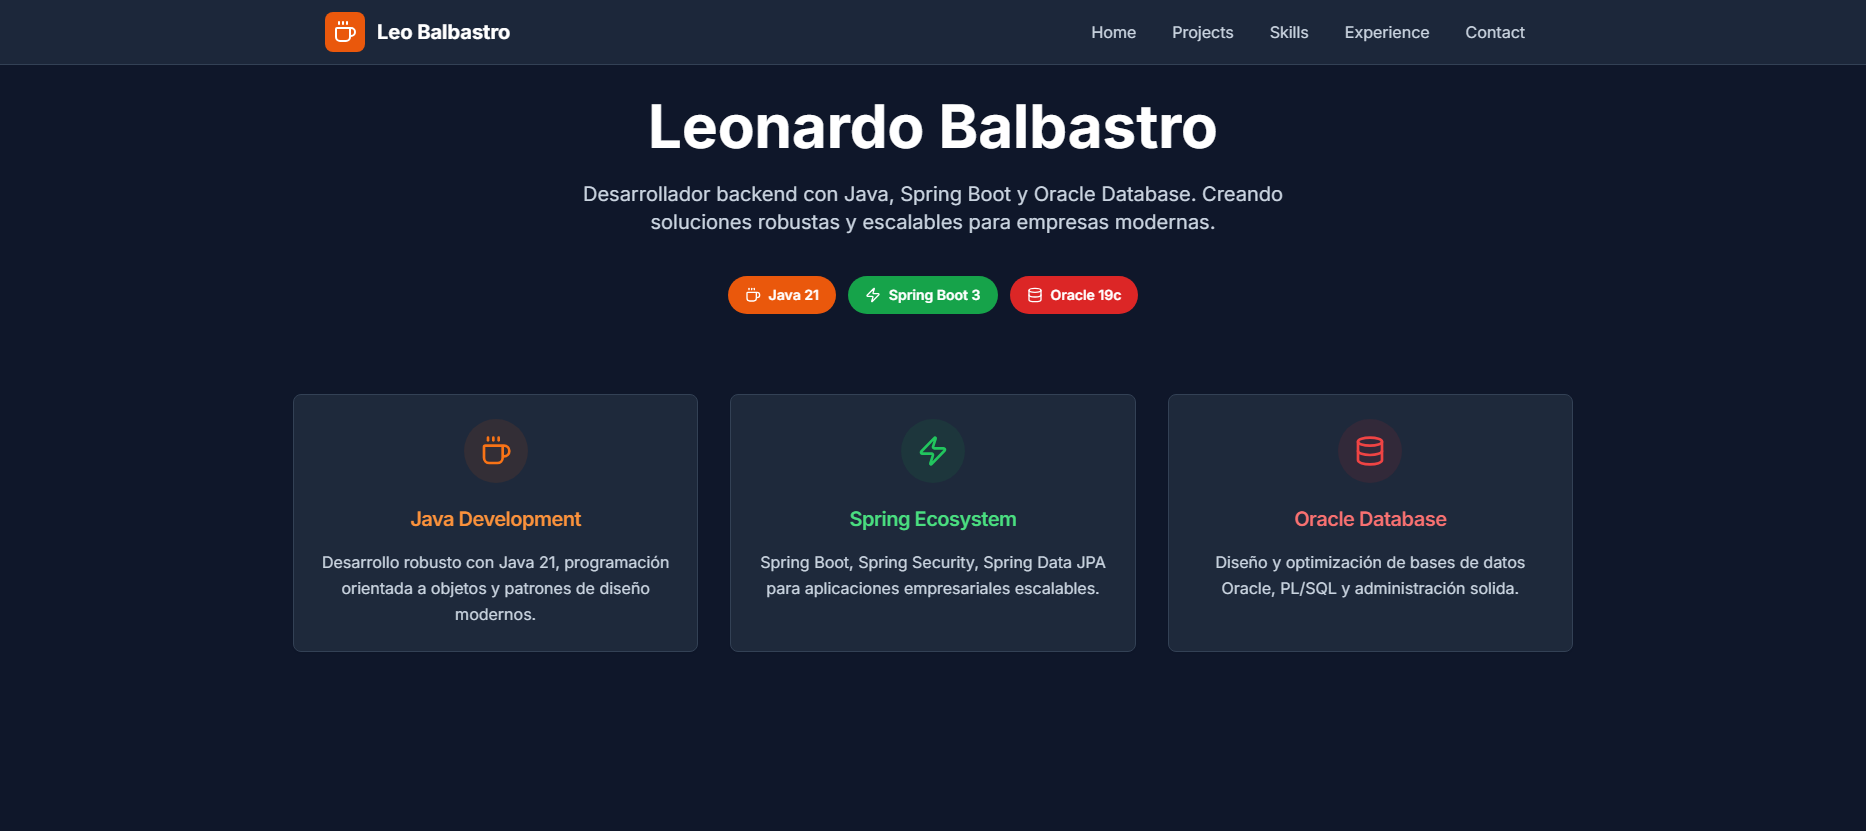 Leo Balbastro
Home Projects Skills Experience Contact
Leonardo Balbastro
Desarrollador backend con Java, Spring Boot y Oracle Database. Creando
soluciones robustas y escalables para empresas modernas.
Java 21
Spring Boot 3
Oracle 19c
Java Development
Desarrollo robusto con Java 21, programación
orientada a objetos y patrones de diseño
modernos.
Spring Ecosystem
Spring Boot, Spring Security, Spring Data JPA
para aplicaciones empresariales escalables.
Oracle Database
Diseño y optimización de bases de datos
Oracle, PL/SQL y administración solida.